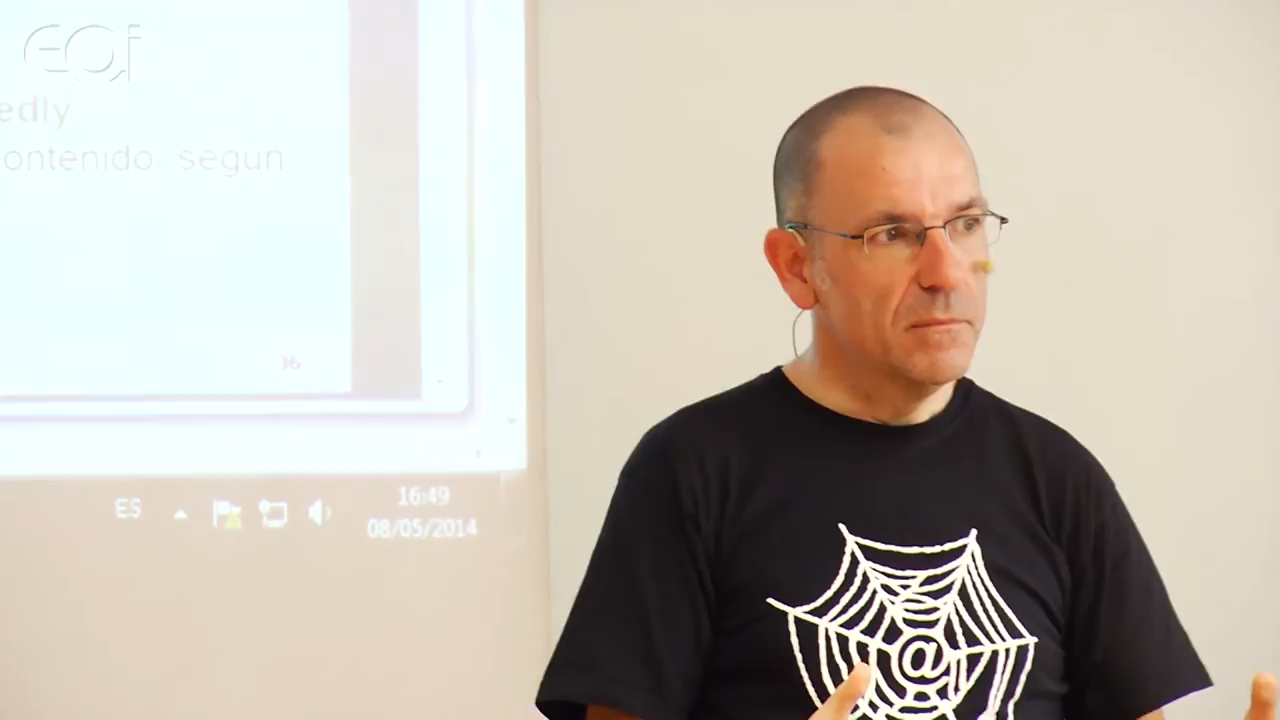 eoi
edly
ontenido segun
16
ES
16:49
08/05/2014
@